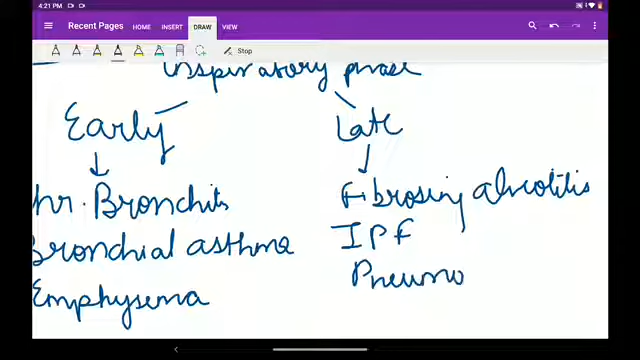 4:21 PM
Recent Pages HOME INSERT DRAW VIEW
Stop
Inspiratory phase
Early Late
hr. Bronchitis Fibrosing alveolitis
Bronchial asthma IPF
Emphysema Pneumo